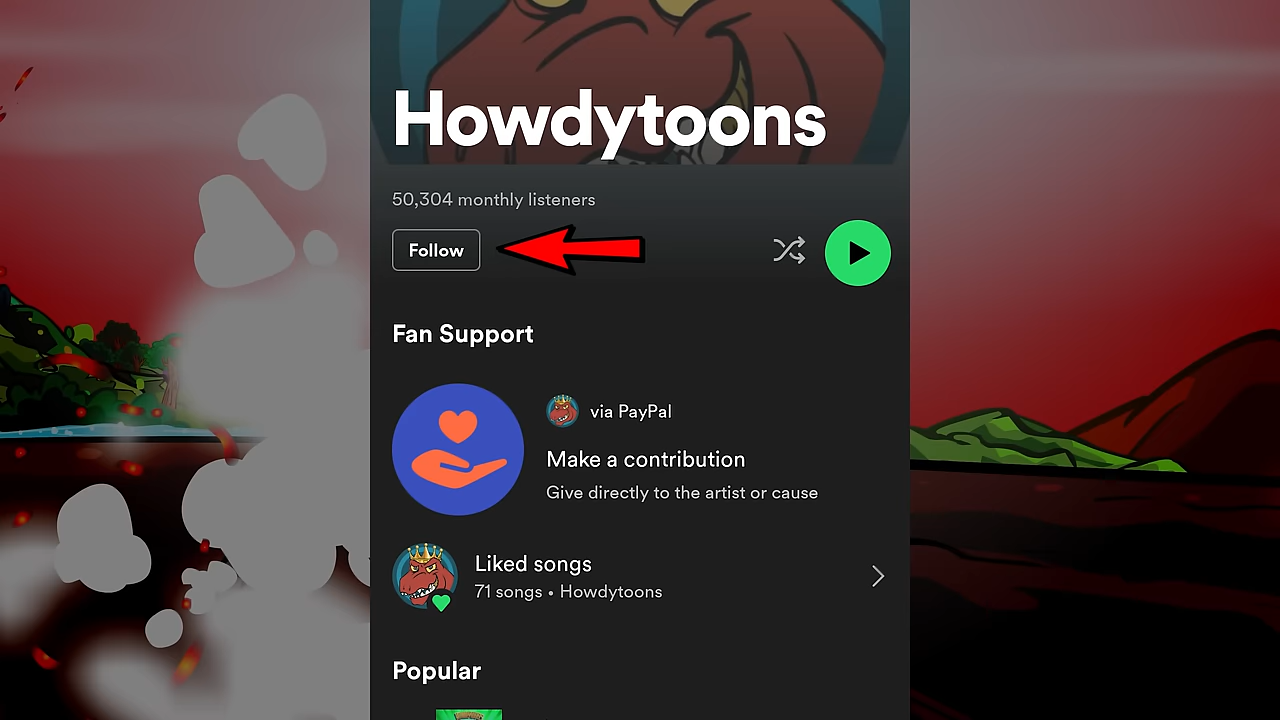 Howdytoons
50,304 monthly listeners
Follow
Fan Support
via PayPal
Make a contribution
Give directly to the artist or cause
Liked songs
71 songs • Howdytoons
Popular